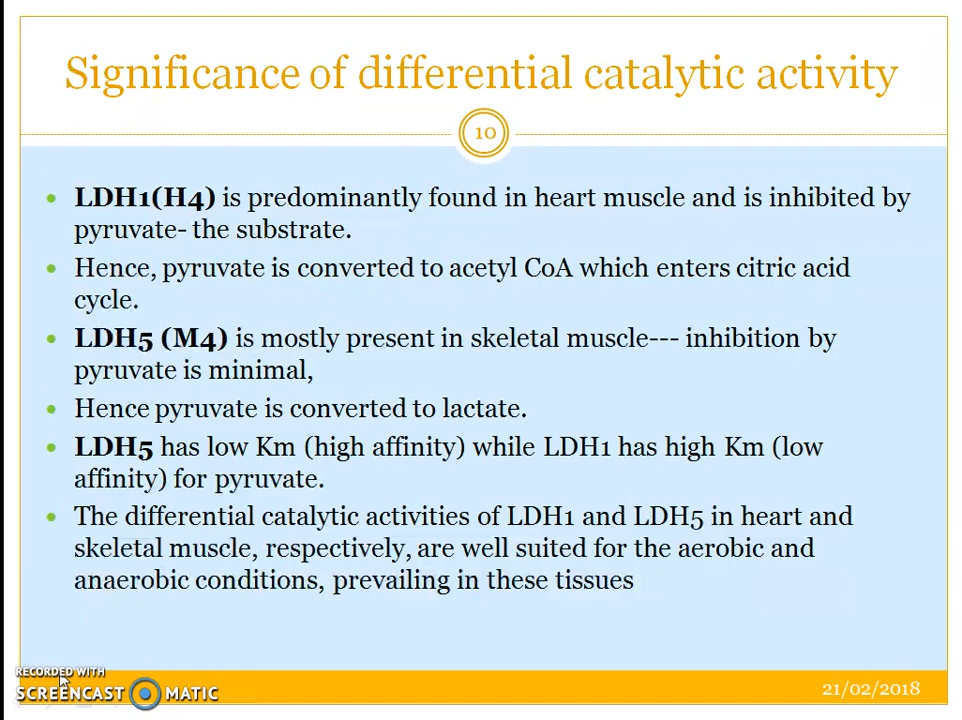 Significance of differential catalytic activity
10
LDH1(H4) is predominantly found in heart muscle and is inhibited by
pyruvate- the substrate.
Hence, pyruvate is converted to acetyl CoA which enters citric acid
cycle.
LDH5 (M4) is mostly present in skeletal muscle--- inhibition by
pyruvate is minimal,
Hence pyruvate is converted to lactate.
LDH5 has low Km (high affinity) while LDH1 has high Km (low
affinity) for pyruvate.
The differential catalytic activities of LDH1 and LDH5 in heart and
skeletal muscle, respectively, are well suited for the aerobic and
anaerobic conditions, prevailing in these tissues
RECORDED WITH
SCREENCAST MATIC
21/02/2018